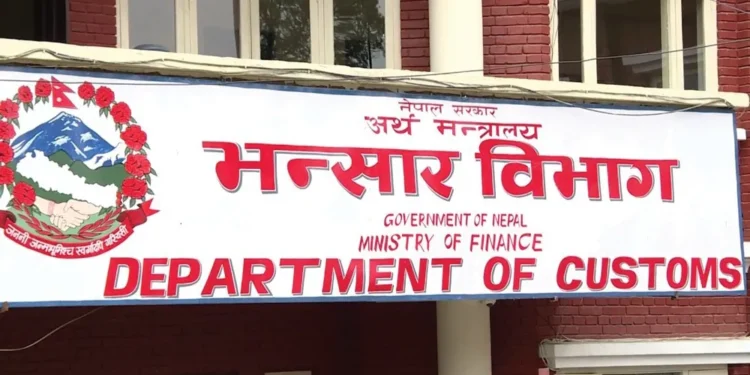 नेपाल सरकार
अर्थ मन्त्रालय
भन्सार विभाग
GOVERNMENT OF NEPAL
MINISTRY OF FINANCE
DEPARTMENT OF CUSTOMS
जननी जन्मभूमिश्च स्वर्गादपि गरियसी